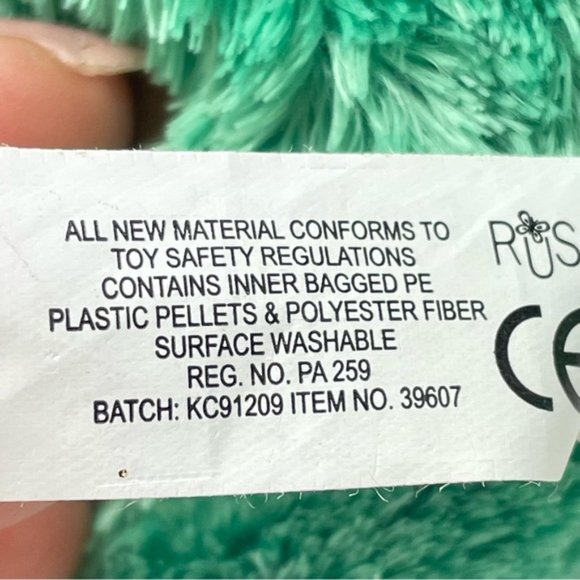 ALL NEW MATERIAL CONFORMS TO
TOY SAFETY REGULATIONS
CONTAINS INNER BAGGED PE
PLASTIC PELLETS & POLYESTER FIBER
SURFACE WASHABLE
REG. NO. PA 259
BATCH: KC91209 ITEM NO. 39607
RUS
CE